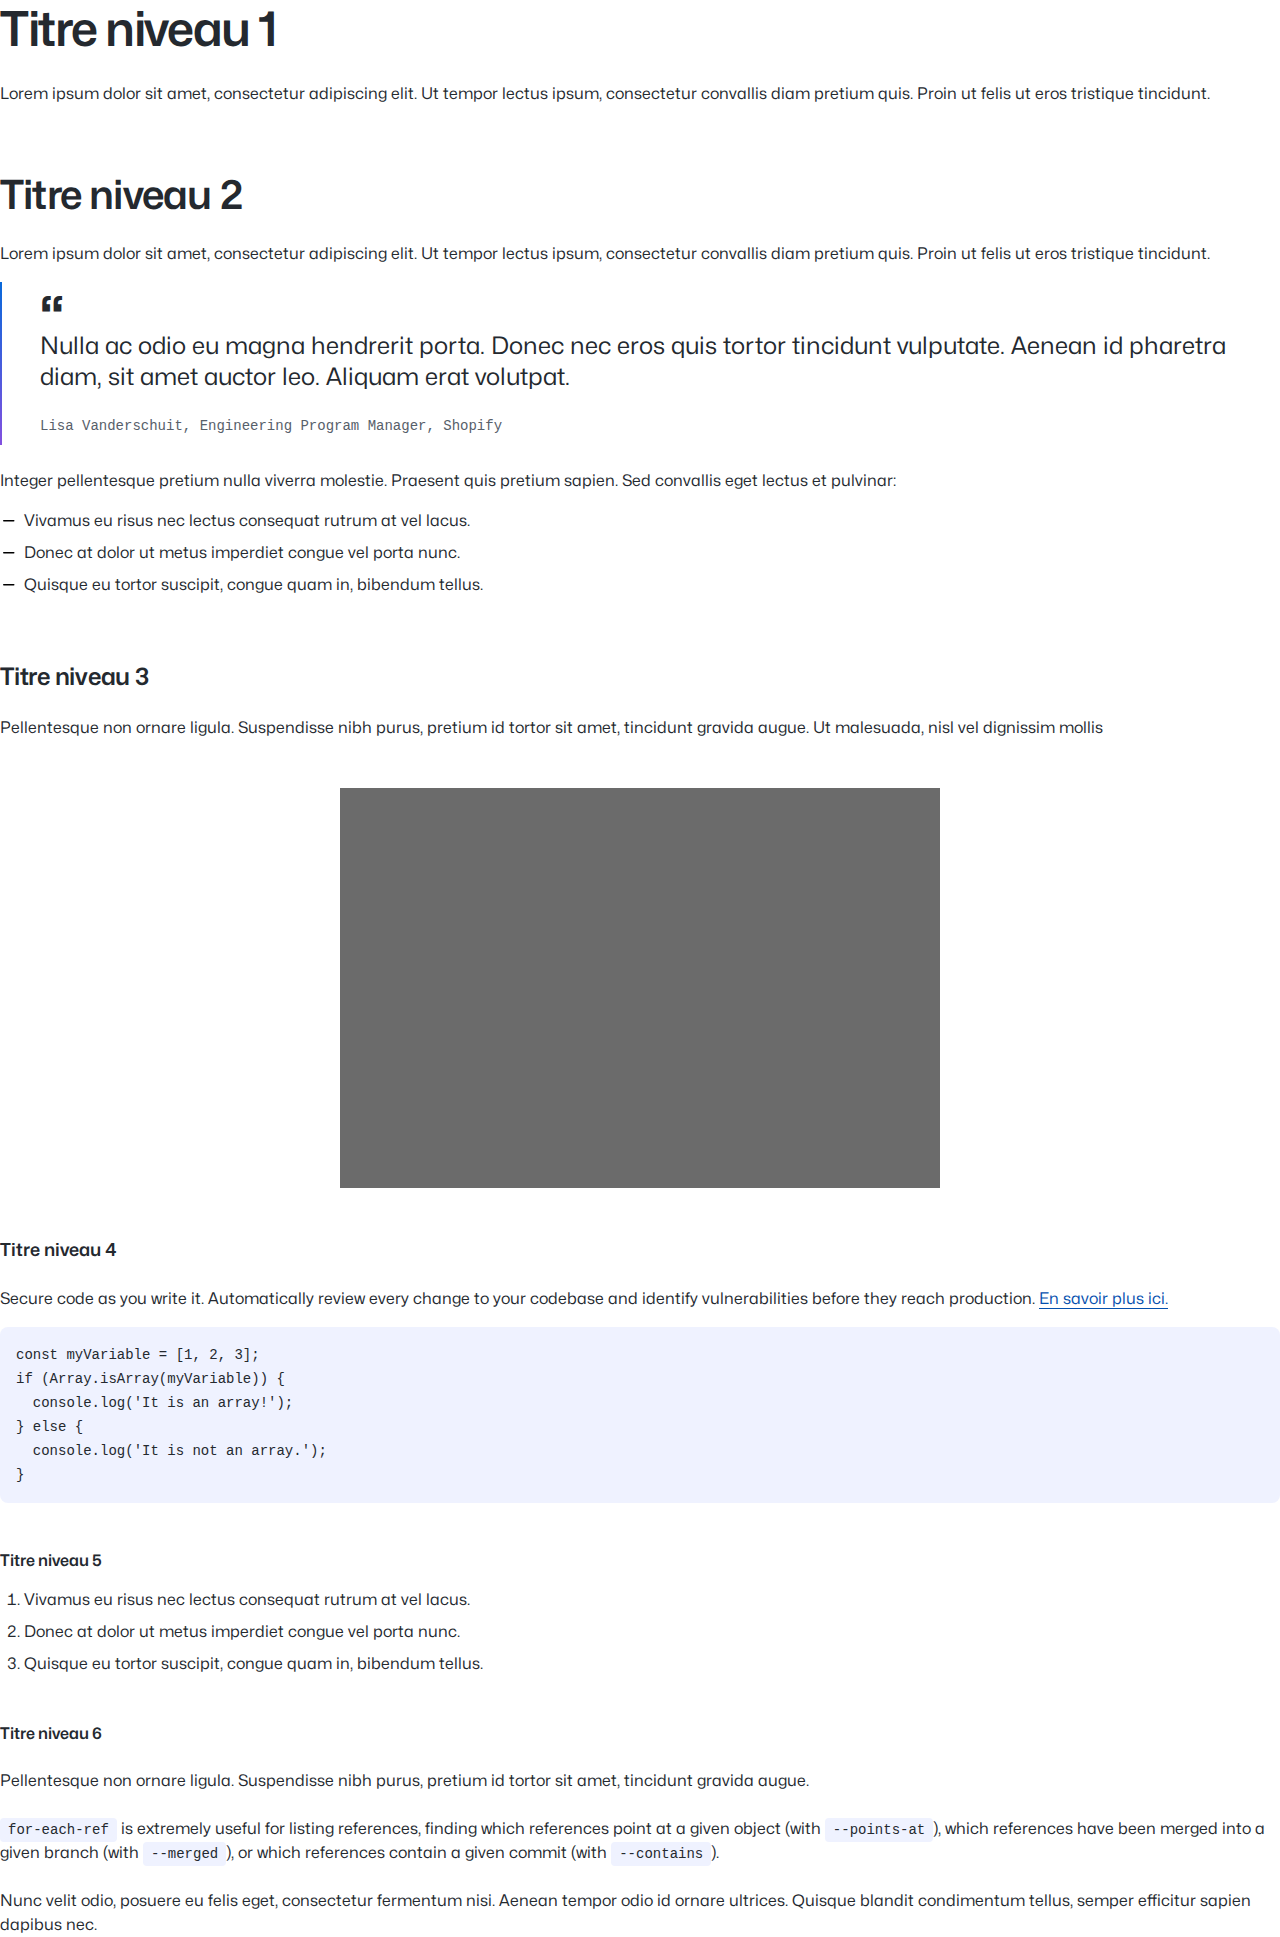 Titre niveau 1
Lorem ipsum dolor sit amet, consectetur adipiscing elit. Ut tempor lectus ipsum, consectetur convallis diam pretium quis. Proin ut felis ut eros tristique tincidunt.
Titre niveau 2
Lorem ipsum dolor sit amet, consectetur adipiscing elit. Ut tempor lectus ipsum, consectetur convallis diam pretium quis. Proin ut felis ut eros tristique tincidunt.
“
Nulla ac odio eu magna hendrerit porta. Donec nec eros quis tortor tincidunt vulputate. Aenean id pharetra
diam, sit amet auctor leo. Aliquam erat volutpat.
Lisa Vanderschuit, Engineering Program Manager, Shopify
Integer pellentesque pretium nulla viverra molestie. Praesent quis pretium sapien. Sed convallis eget lectus et pulvinar:
— Vivamus eu risus nec lectus consequat rutrum at vel lacus.
— Donec at dolor ut metus imperdiet congue vel porta nunc.
— Quisque eu tortor suscipit, congue quam in, bibendum tellus.
Titre niveau 3
Pellentesque non ornare ligula. Suspendisse nibh purus, pretium id tortor sit amet, tincidunt gravida augue. Ut malesuada, nisl vel dignissim mollis
Titre niveau 4
Secure code as you write it. Automatically review every change to your codebase and identify vulnerabilities before they reach production. En savoir plus ici.
const myVariable = [1, 2, 3];
if (Array.isArray(myVariable)) {
  console.log('It is an array!');
} else {
  console.log('It is not an array.');
}
Titre niveau 5
1. Vivamus eu risus nec lectus consequat rutrum at vel lacus.
2. Donec at dolor ut metus imperdiet congue vel porta nunc.
3. Quisque eu tortor suscipit, congue quam in, bibendum tellus.
Titre niveau 6
Pellentesque non ornare ligula. Suspendisse nibh purus, pretium id tortor sit amet, tincidunt gravida augue.
for-each-ref is extremely useful for listing references, finding which references point at a given object (with --points-at), which references have been merged into a
given branch (with --merged), or which references contain a given commit (with --contains).
Nunc velit odio, posuere eu felis eget, consectetur fermentum nisi. Aenean tempor odio id ornare ultrices. Quisque blandit condimentum tellus, semper efficitur sapien
dapibus nec.